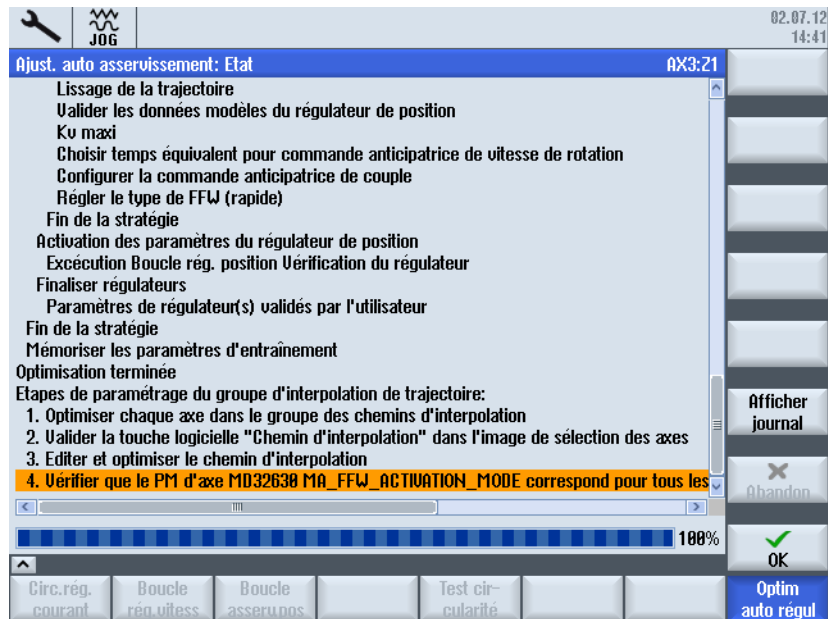 JOG
02.07.12
14:41
Ajust. auto asservissement: Etat AX3:Z1
Lissage de la trajectoire
Valider les données modèles du régulateur de position
Kv maxi
Choisir temps équivalent pour commande anticipatrice de vitesse de rotation
Configurer la commande anticipatrice de couple
Régler le type de FFW (rapide)
Fin de la stratégie
Activation des paramètres du régulateur de position
Excécution Boucle rég. position Vérification du régulateur
Finaliser régulateurs
Paramètres de régulateur(s) validés par l'utilisateur
Fin de la stratégie
Mémoriser les paramètres d'entraînement
Optimisation terminée
Etapes de paramétrage du groupe d'interpolation de trajectoire:
1. Optimiser chaque axe dans le groupe des chemins d'interpolation
2. Valider la touche logicielle "Chemin d'interpolation" dans l'image de sélection des axes
3. Editer et optimiser le chemin d'interpolation
4. Vérifier que le PM d'axe MD32630 MA_FFW_ACTIVATION_MODE correspond pour tous les
100%
Afficher
journal
Abandon
OK
Circ.rég.
courant
Boucle
rég.vitess
Boucle
asserv.pos
Test cir-
cularité
Optim
auto régul